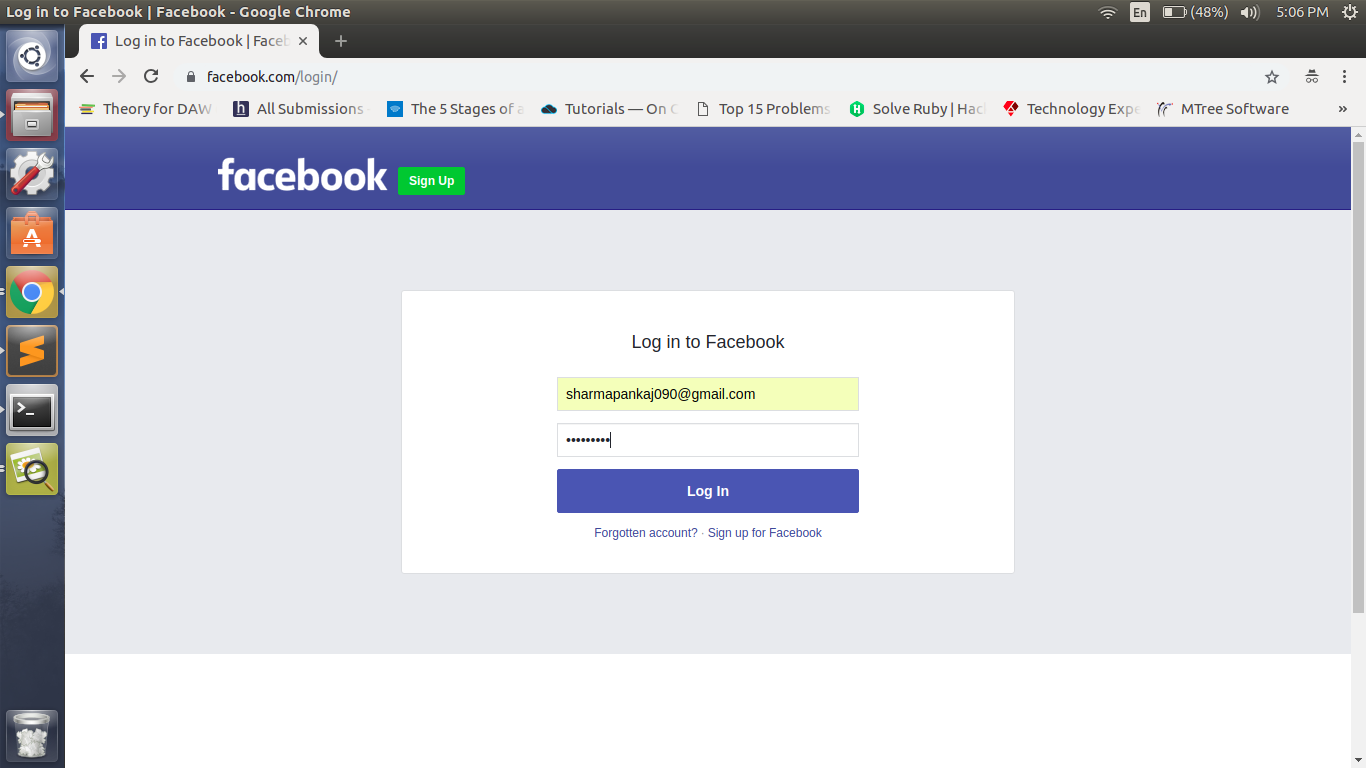 Log in to Facebook | Facebook - Google Chrome
En (48%) 5:06 PM
Log in to Facebook | Faceb
facebook.com/login/
Theory for DAW All Submissions The 5 Stages of a Tutorials — On C Top 15 Problems Solve Ruby | Hac Technology Expe MTree Software »
facebook Sign Up
Log in to Facebook
sharmapankaj090@gmail.com
•••••••••
Log In
Forgotten account? · Sign up for Facebook